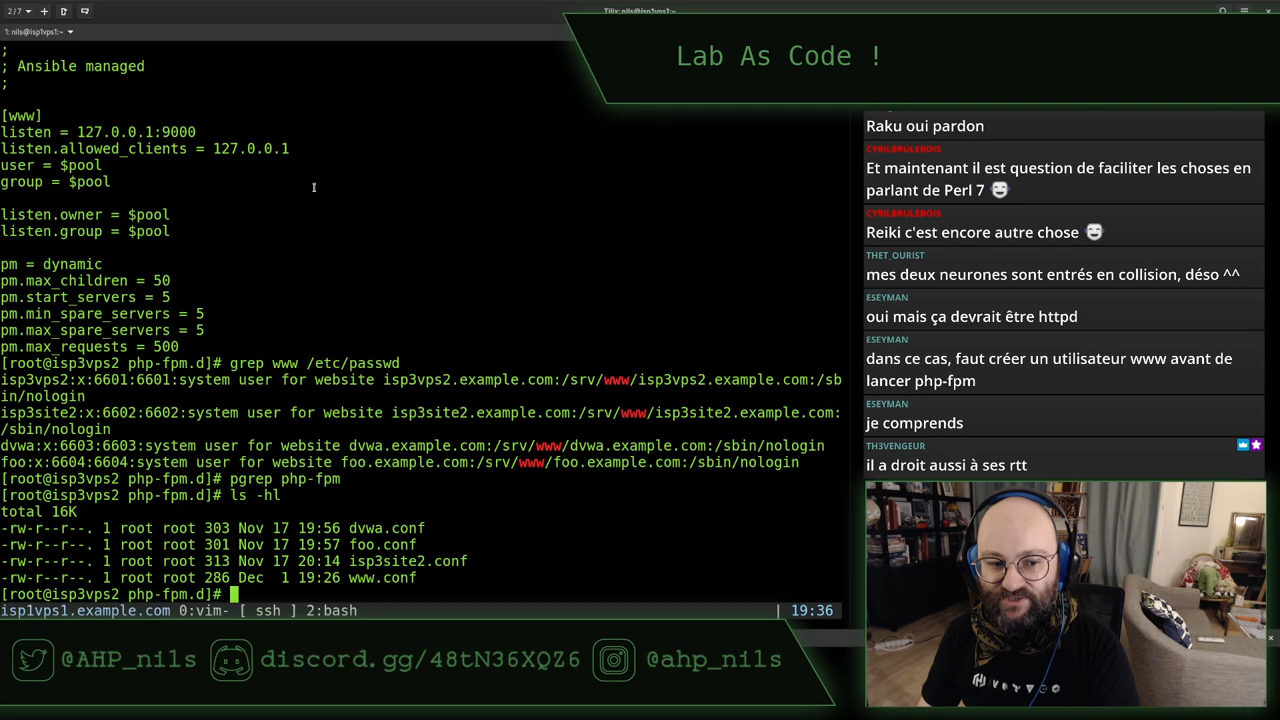 2/7
Tilix: nils@isp1vps1:~
1: nils@isp1vps1:~
;
; Ansible managed
;
[www]
listen = 127.0.0.1:9000
listen.allowed_clients = 127.0.0.1
user = $pool
group = $pool
listen.owner = $pool
listen.group = $pool
pm = dynamic
pm.max_children = 50
pm.start_servers = 5
pm.min_spare_servers = 5
pm.max_spare_servers = 5
pm.max_requests = 500
[root@isp3vps2 php-fpm.d]# grep www /etc/passwd
isp3vps2:x:6601:6601:system user for website isp3vps2.example.com:/srv/www/isp3vps2.example.com:/sb
in/nologin
isp3site2:x:6602:6602:system user for website isp3site2.example.com:/srv/www/isp3site2.example.com:
/sbin/nologin
dvwa:x:6603:6603:system user for website dvwa.example.com:/srv/www/dvwa.example.com:/sbin/nologin
foo:x:6604:6604:system user for website foo.example.com:/srv/www/foo.example.com:/sbin/nologin
[root@isp3vps2 php-fpm.d]# pgrep php-fpm
[root@isp3vps2 php-fpm.d]# ls -hl
total 16K
-rw-r--r--. 1 root root 303 Nov 17 19:56 dvwa.conf
-rw-r--r--. 1 root root 301 Nov 17 19:57 foo.conf
-rw-r--r--. 1 root root 313 Nov 17 20:14 isp3site2.conf
-rw-r--r--. 1 root root 286 Dec  1 19:26 www.conf
[root@isp3vps2 php-fpm.d]#
isp1vps1.example.com 0:vim- [ ssh ] 2:bash | 19:36
Lab As Code !
Raku oui pardon
CYRILBRULEBOIS
Et maintenant il est question de faciliter les choses en
parlant de Perl 7
CYRILBRULEBOIS
Reiki c'est encore autre chose
THET_OURIST
mes deux neurones sont entrés en collision, déso ^^
ESEYMAN
oui mais ça devrait être httpd
ESEYMAN
dans ce cas, faut créer un utilisateur www avant de
lancer php-fpm
ESEYMAN
je comprends
TH3VENGEUR
il a droit aussi à ses rtt
@AHP_nils discord.gg/48tN36XQZ6 @ahp_nils